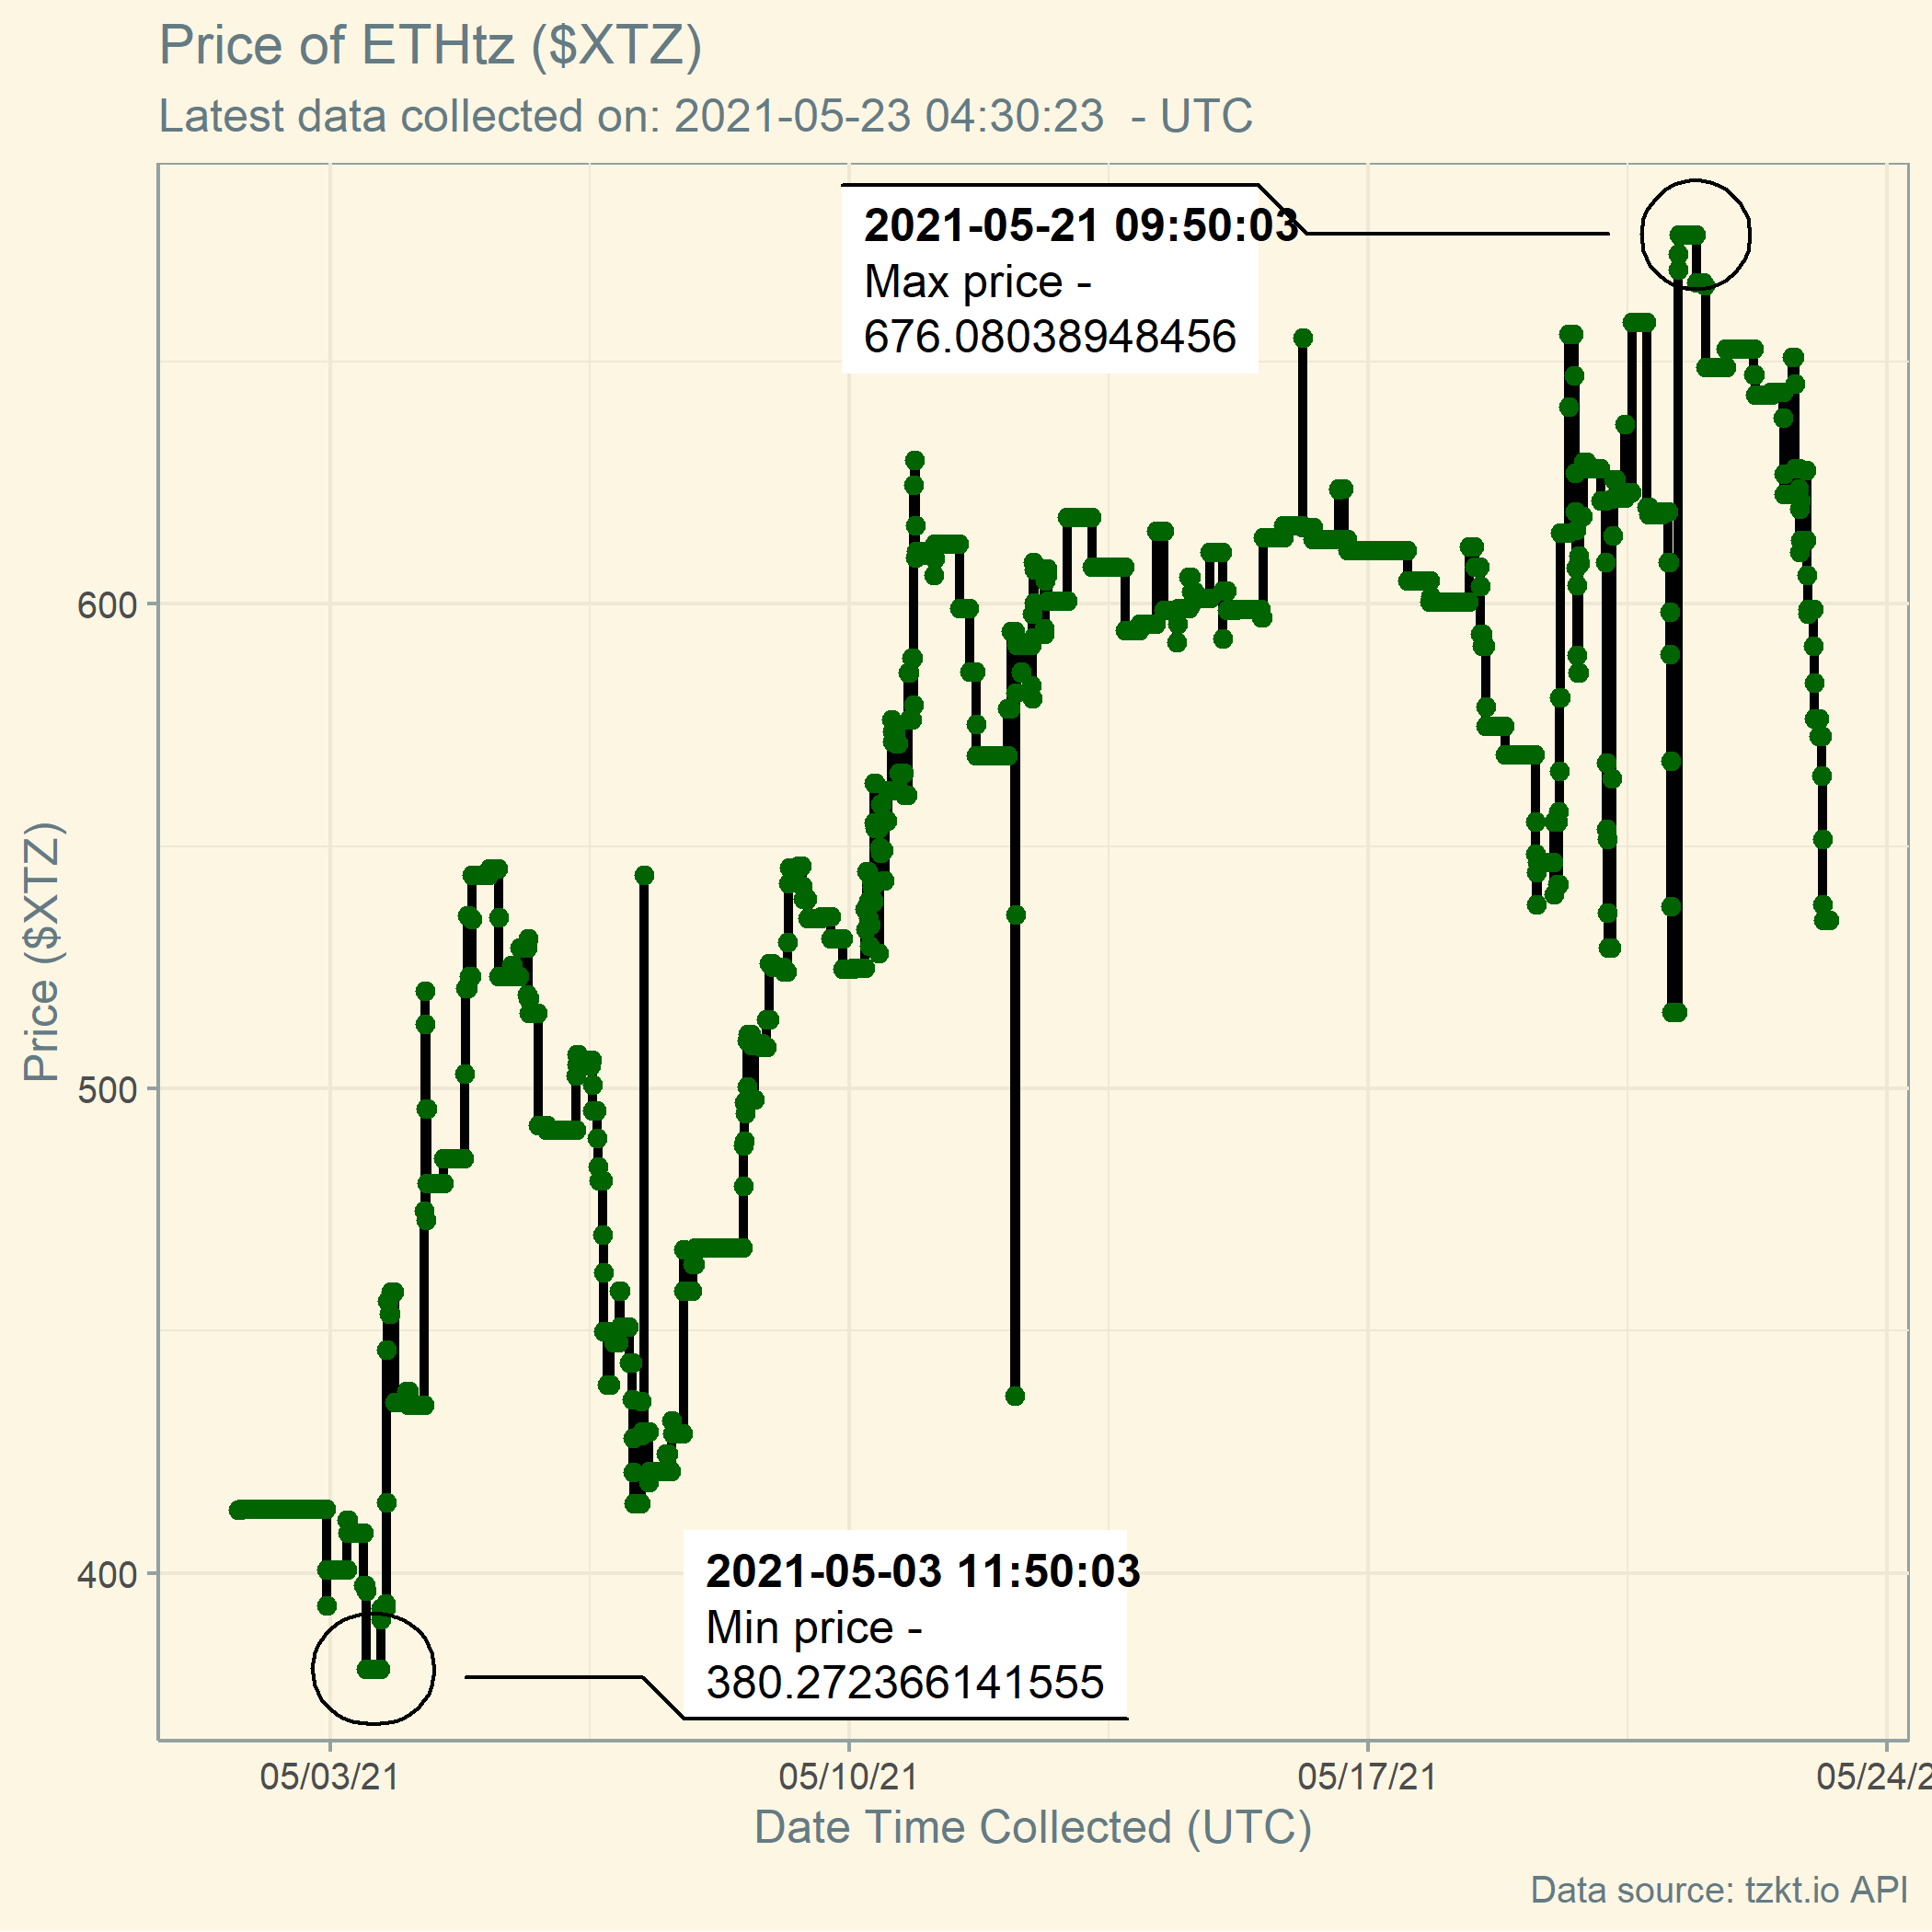 Price of ETHtz ($XTZ)
Latest data collected on: 2021-05-23 04:30:23  - UTC
2021-05-21 09:50:03
Max price -
676.08038948456
600
500
400
Price ($XTZ)
2021-05-03 11:50:03
Min price -
380.272366141555
05/03/21
05/10/21
05/17/21
05/24/2
Date Time Collected (UTC)
Data source: tzkt.io API